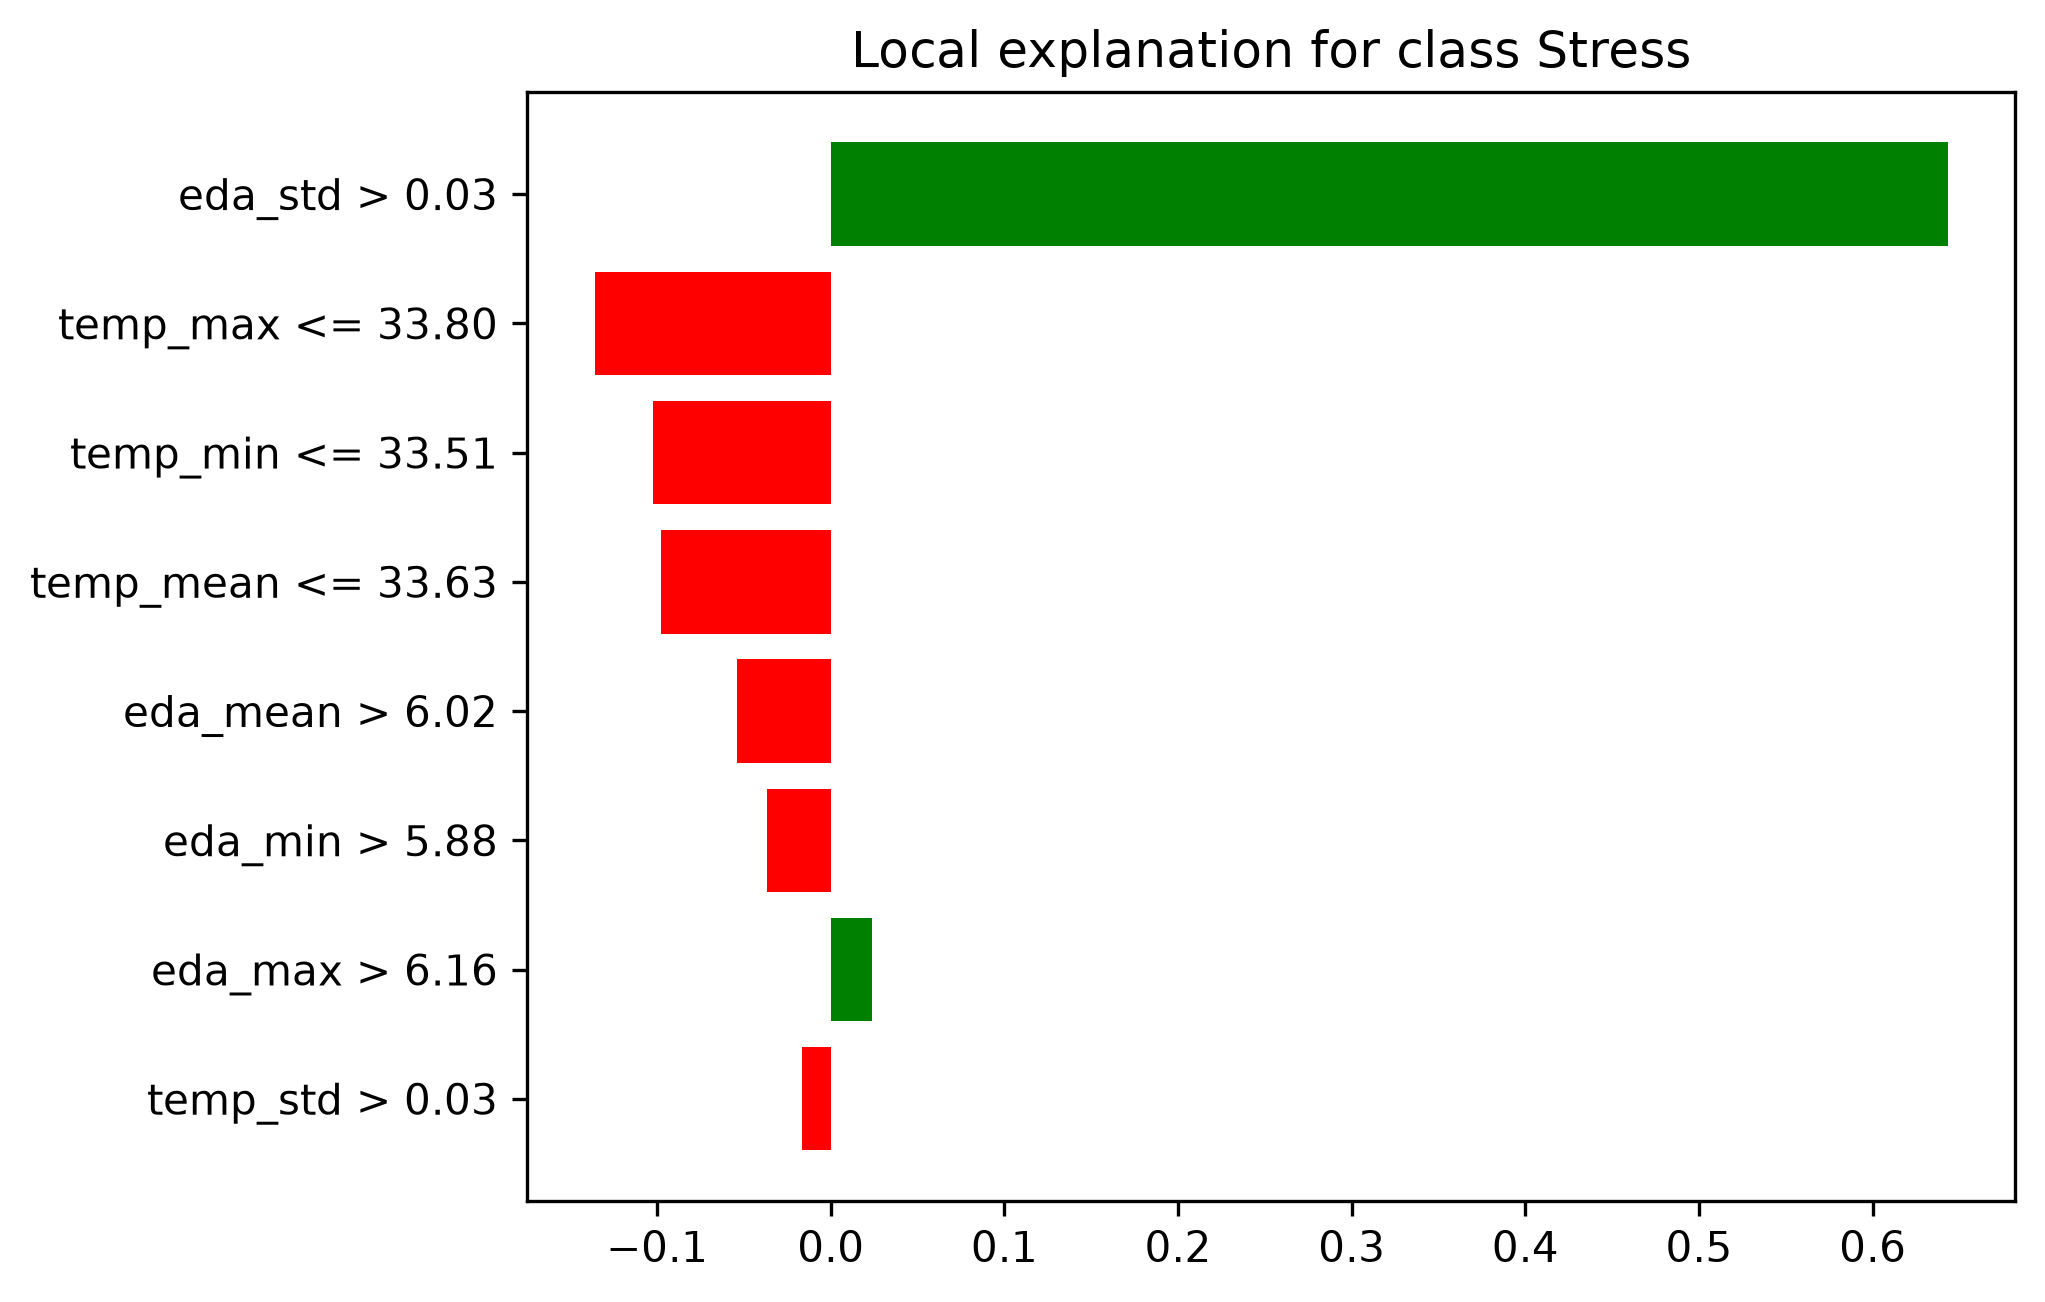 Local explanation for class Stress
eda_std > 0.03
temp_max <= 33.80
temp_min <= 33.51
temp_mean <= 33.63
eda_mean > 6.02
eda_min > 5.88
eda_max > 6.16
temp_std > 0.03
−0.1 0.0 0.1 0.2 0.3 0.4 0.5 0.6